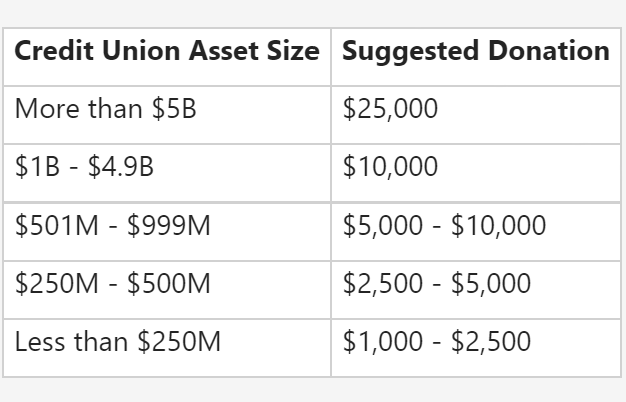 Credit Union Asset Size Suggested Donation
More than $5B $25,000
$1B - $4.9B $10,000
$501M - $999M $5,000 - $10,000
$250M - $500M $2,500 - $5,000
Less than $250M $1,000 - $2,500